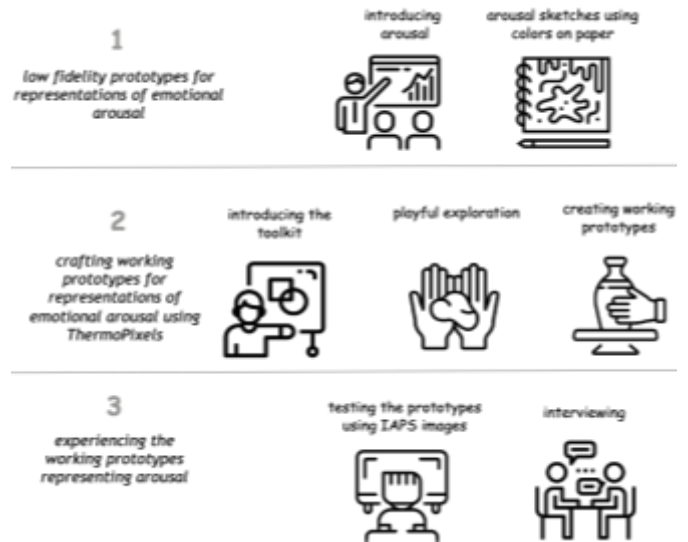 1
low fidelity prototypes for
representations of emotional
arousal
introducing
arousal
arousal sketches using
colors on paper
2
crafting working
prototypes for
representations of
emotional arousal using
ThermoPixels
introducing the
toolkit
playful exploration
creating working
prototypes
3
experiencing the
working prototypes
representing arousal
testing the prototypes
using IAPS images
interviewing